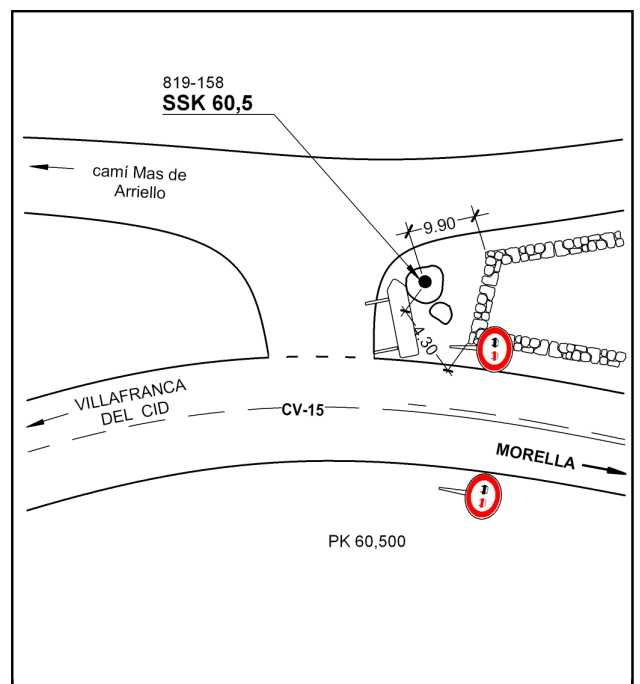 819-158
SSK 60,5
camí Mas de
Arriello
9.90
4.30
VILLAFRANCA
DEL CID
CV-15
MORELLA
PK 60,500